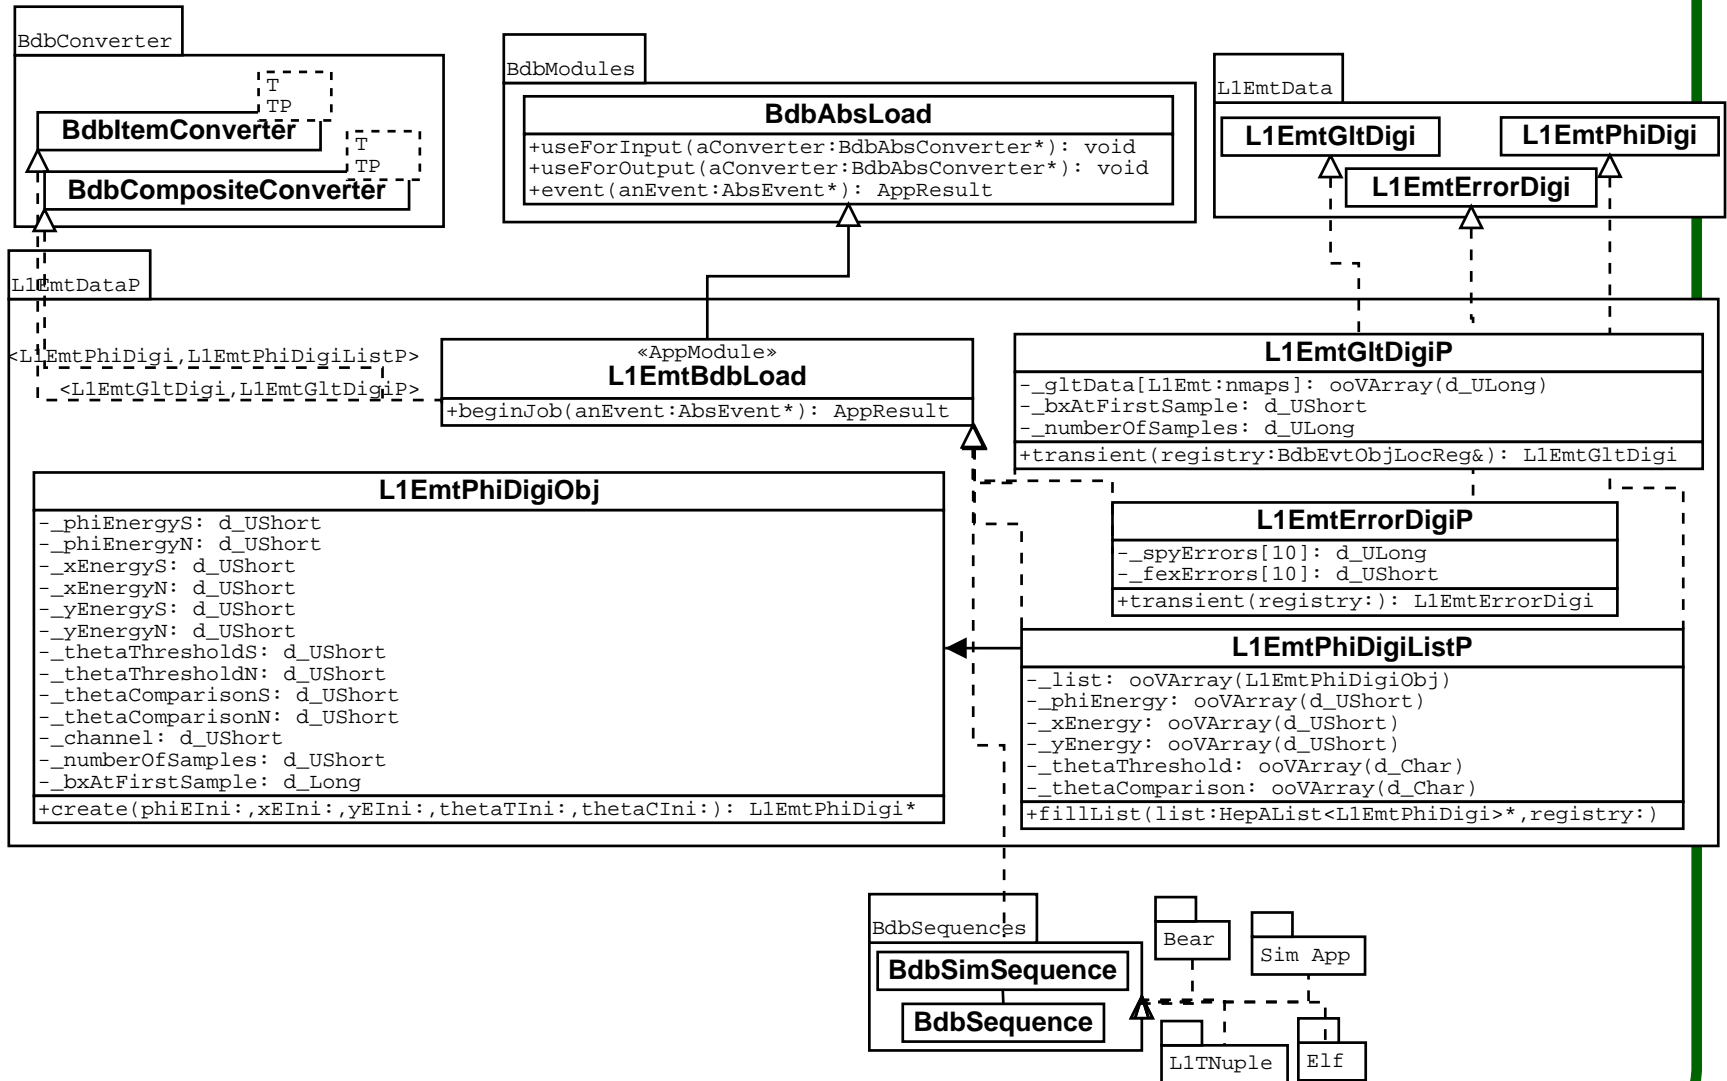 BdbConverter
T
TP
BdbItemConverter
T
TP
BdbCompositeConverter
BdbModules
BdbAbsLoad
+useForInput(aConverter:BdbAbsConverter*): void
+useForOutput(aConverter:BdbAbsConverter*): void
+event(anEvent:AbsEvent*): AppResult
L1EmtData
L1EmtGltDigi
L1EmtPhiDigi
L1EmtErrorDigi
L1EmtDataP
<L1EmtPhiDigi,L1EmtPhiDigiListP>
<L1EmtGltDigi,L1EmtGltDigiP>
«AppModule»
L1EmtBdbLoad
+beginJob(anEvent:AbsEvent*): AppResult
L1EmtGltDigiP
-_gltData[L1Emt:nmaps]: ooVArray(d_ULong)
-_bxAtFirstSample: d_UShort
-_numberOfSamples: d_ULong
+transient(registry:BdbEvtObjLocReg&): L1EmtGltDigi
L1EmtPhiDigiObj
-_phiEnergyS: d_UShort
-_phiEnergyN: d_UShort
-_xEnergyS: d_UShort
-_xEnergyN: d_UShort
-_yEnergyS: d_UShort
-_yEnergyN: d_UShort
-_thetaThresholdS: d_UShort
-_thetaThresholdN: d_UShort
-_thetaComparisonS: d_UShort
-_thetaComparisonN: d_UShort
-_channel: d_UShort
-_numberOfSamples: d_UShort
-_bxAtFirstSample: d_Long
+create(phiEIni:,xEIni:,yEIni:,thetaTIni:,thetaCIni:): L1EmtPhiDigi*
L1EmtErrorDigiP
-_spyErrors[10]: d_ULong
-_fexErrors[10]: d_UShort
+transient(registry:): L1EmtErrorDigi
L1EmtPhiDigiListP
-_list: ooVArray(L1EmtPhiDigiObj)
-_phiEnergy: ooVArray(d_UShort)
-_xEnergy: ooVArray(d_UShort)
-_yEnergy: ooVArray(d_UShort)
-_thetaThreshold: ooVArray(d_Char)
-_thetaComparison: ooVArray(d_Char)
+fillList(list:HepAList<L1EmtPhiDigi>*,registry:)
BdbSequences
BdbSimSequence
BdbSequence
Bear
Sim App
L1TNuple
Elf